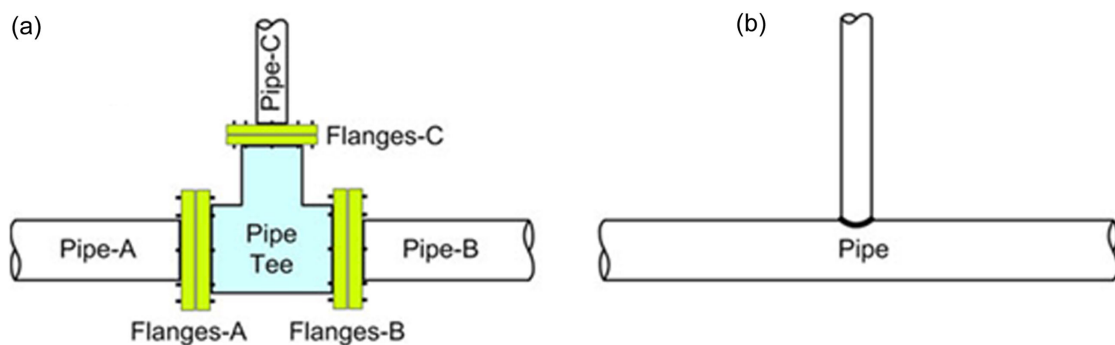 (a)
Pipe-C
Flanges-C
Pipe-A
Pipe
Tee
Pipe-B
Flanges-A
Flanges-B
(b)
Pipe